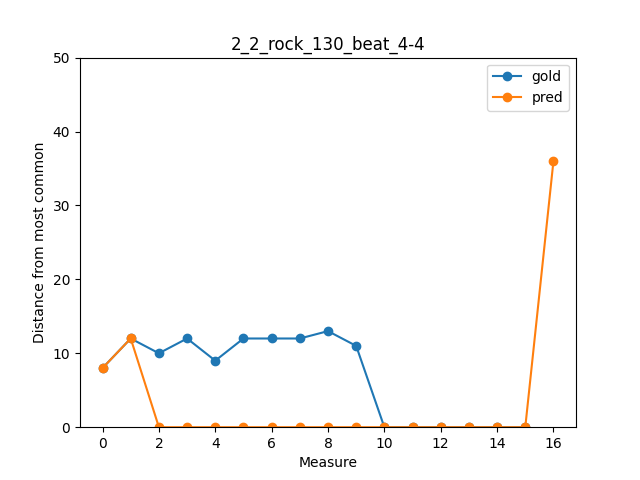 2_2_rock_130_beat_4-4
gold
pred
50
40
30
20
10
0
Distance from most common
0 2 4 6 8 10 12 14 16
Measure